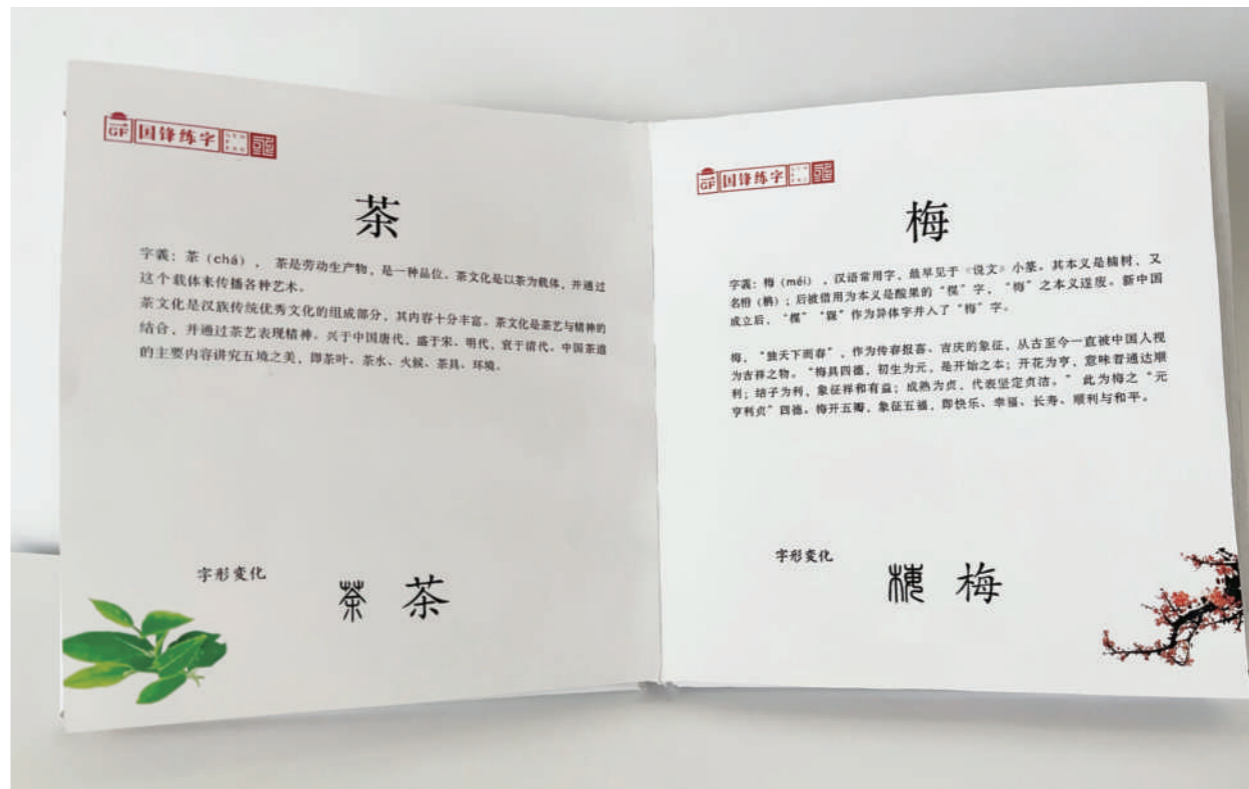 GF 国锋练字
茶
字義：茶（chá）， 茶是劳动生产物，是一种品位。茶文化是以茶为载体，并通过
这个载体来传播各种艺术。
茶文化是汉族传统优秀文化的组成部分，其内容十分丰富。茶文化是茶艺与精神的
结合，并通过茶艺表现精神。兴于中国唐代，盛于宋、明代，衰于清代。中国茶道
的主要内容讲究五境之美，即茶叶、茶水、火候、茶具、环境。
字形变化
茶 茶
GF 国锋练字
梅
字義：梅（méi），汉语常用字，最早见于《说文》小篆。其本义是楠树，又
名枏（楠）；后被借用为本义是酸果的“楳”字，“梅”之本义遂废。新中国
成立后，“楳”“槑”作为异体字并入了“梅”字。
梅，“独天下而春”，作为传春报喜、吉庆的象征，从古至今一直被中国人视
为吉祥之物。“梅具四德，初生为元，是开始之本；开花为亨，意味着通达顺
利；结子为利，象征祥和有益；成熟为贞，代表坚定贞洁。” 此为梅之“元
亨利贞”四德。梅开五瓣，象征五福，即快乐、幸福、长寿、顺利与和平。
字形变化
梅 梅